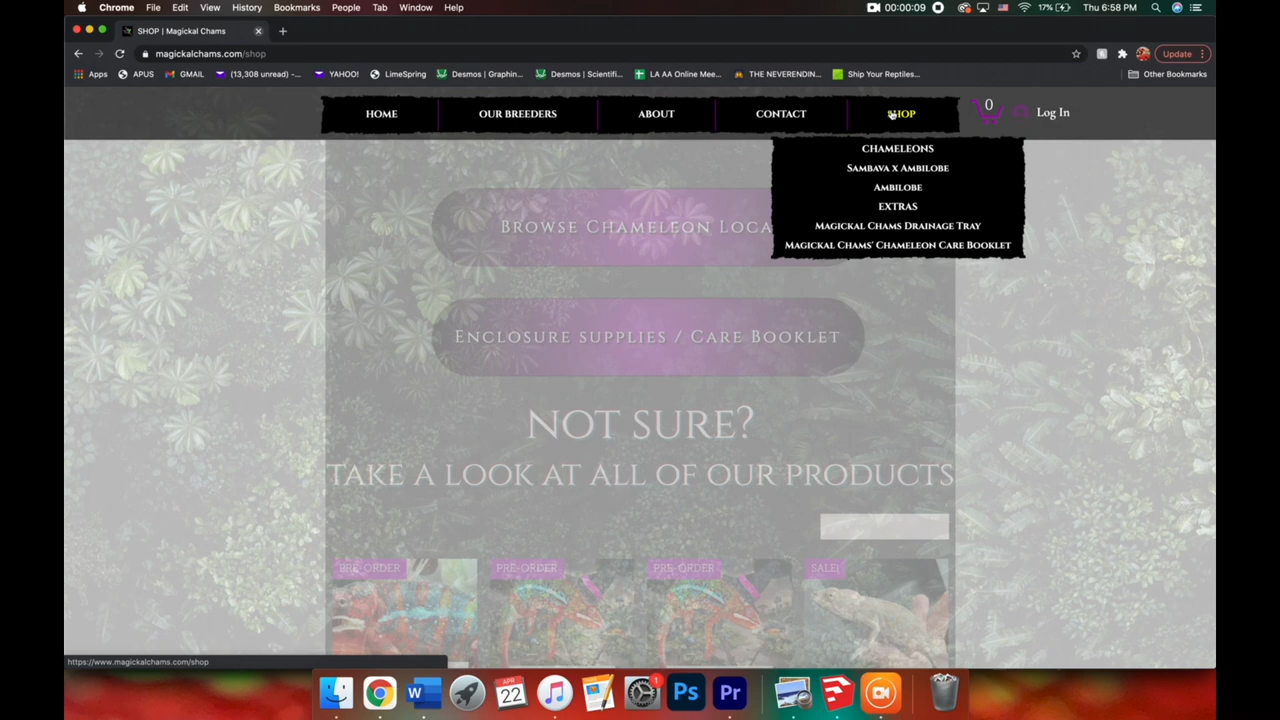 Chrome File Edit View History Bookmarks People Tab Window Help 00:00:09 17% Thu 6:58 PM
SHOP | Magickal Chams
magickalchams.com/shop Update
Apps APUS GMAIL (13,308 unread) -... YAHOO! LimeSpring Desmos | Graphin... Desmos | Scientifi... LA AA Online Mee... THE NEVERENDIN... Ship Your Reptiles... Other Bookmarks
HOME OUR BREEDERS ABOUT CONTACT SHOP 0 Log In
CHAMELEONS
Sambava x Ambilobe
Ambilobe
EXTRAS
Magickal Chams Drainage Tray
Magickal Chams' Chameleon Care Booklet
Browse Chameleon Loca
Enclosure supplies / Care Booklet
NOT SURE?
TAKE A LOOK AT ALL OF OUR PRODUCTS
PRE-ORDER PRE-ORDER PRE-ORDER SALE!
https://www.magickalchams.com/shop
W APR 22 1 Ps Pr